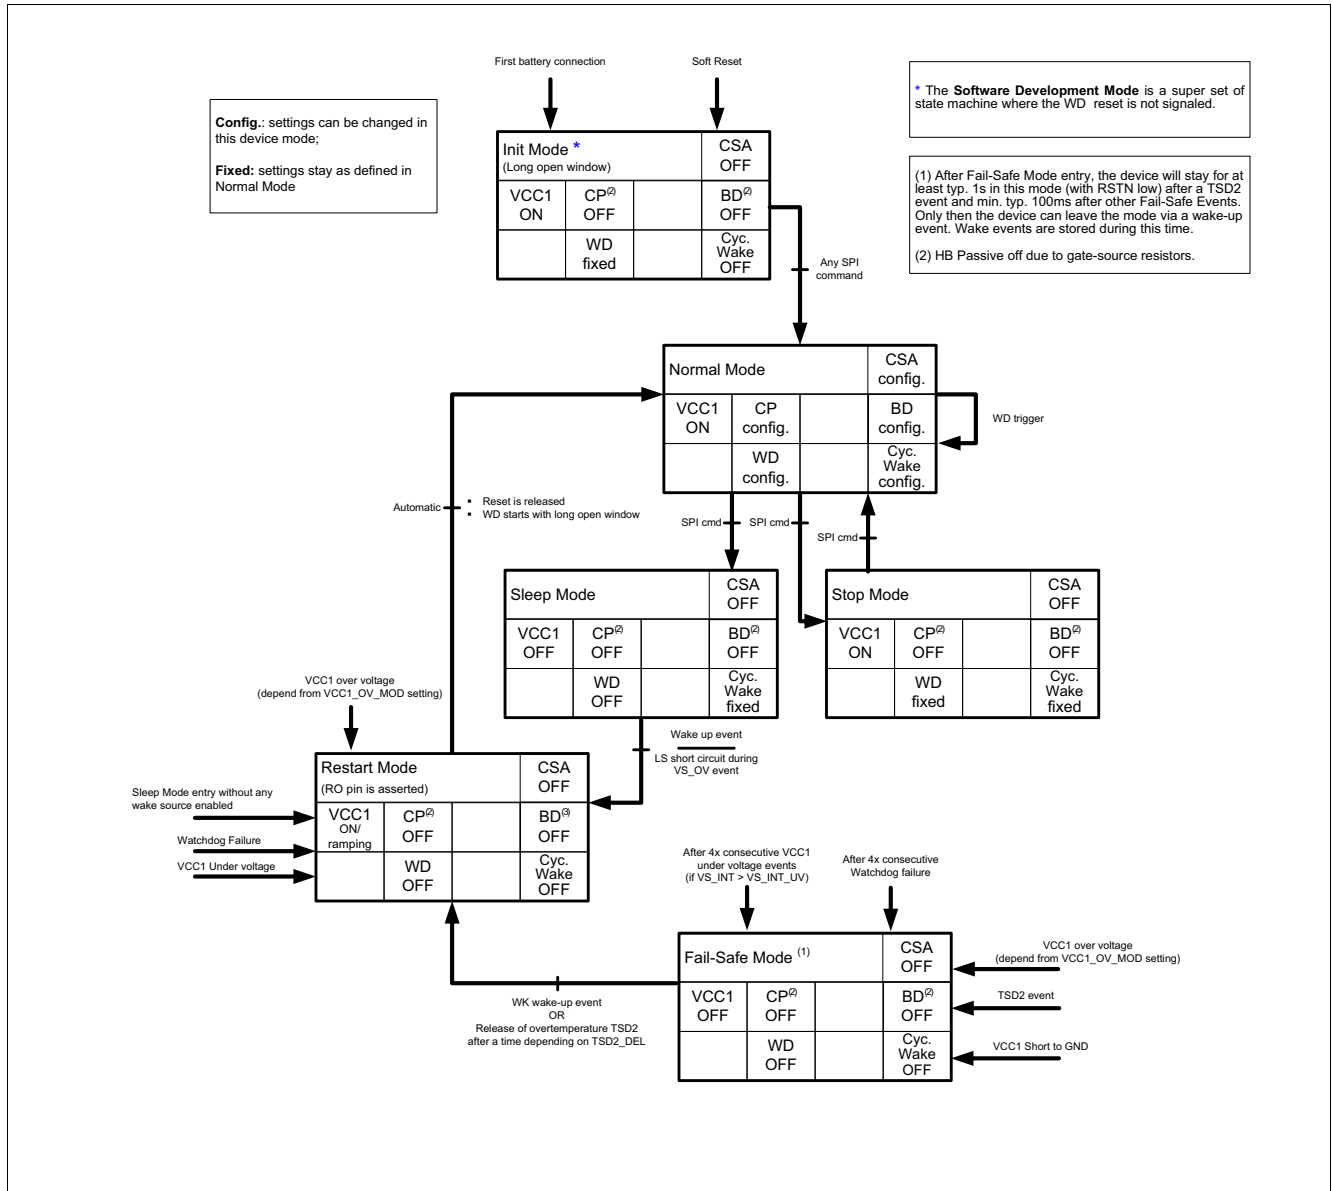 First battery connection
Soft Reset
Config.: settings can be changed in
this device mode;
Fixed: settings stay as defined in
Normal Mode
* The Software Development Mode is a super set of
state machine where the WD reset is not signaled.
(1) After Fail-Safe Mode entry, the device will stay for at
least typ. 1s in this mode (with RSTN low) after a TSD2
event and min. typ. 100ms after other Fail-Safe Events.
Only then the device can leave the mode via a wake-up
event. Wake events are stored during this time.
(2) HB Passive off due to gate-source resistors.
Init Mode *
(Long open window)
CSA
OFF
VCC1
ON
CP(2)
OFF
BD(2)
OFF
WD
fixed
Cyc.
Wake
OFF
Any SPI
command
Normal Mode
CSA
config.
VCC1
ON
CP
config.
BD
config.
WD
config.
Cyc.
Wake
config.
WD trigger
Automatic
▪ Reset is released
▪ WD starts with long open window
SPI cmd
SPI cmd
SPI cmd
Sleep Mode
CSA
OFF
VCC1
OFF
CP(2)
OFF
BD(2)
OFF
WD
OFF
Cyc.
Wake
fixed
Stop Mode
CSA
OFF
VCC1
ON
CP(2)
OFF
BD(2)
OFF
WD
fixed
Cyc.
Wake
fixed
VCC1 over voltage
(depend from VCC1_OV_MOD setting)
Wake up event
LS short circuit during
VS_OV event
Restart Mode
(RO pin is asserted)
CSA
OFF
VCC1
ON/
ramping
CP(2)
OFF
BD(3)
OFF
WD
OFF
Cyc.
Wake
OFF
Sleep Mode entry without any
wake source enabled
Watchdog Failure
VCC1 Under voltage
After 4x consecutive VCC1
under voltage events
(if VS_INT > VS_INT_UV)
After 4x consecutive
Watchdog failure
Fail-Safe Mode (1)
CSA
OFF
VCC1
OFF
CP(2)
OFF
BD(2)
OFF
WD
OFF
Cyc.
Wake
OFF
VCC1 over voltage
(depend from VCC1_OV_MOD setting)
TSD2 event
VCC1 Short to GND
WK wake-up event
OR
Release of overtemperature TSD2
after a time depending on TSD2_DEL